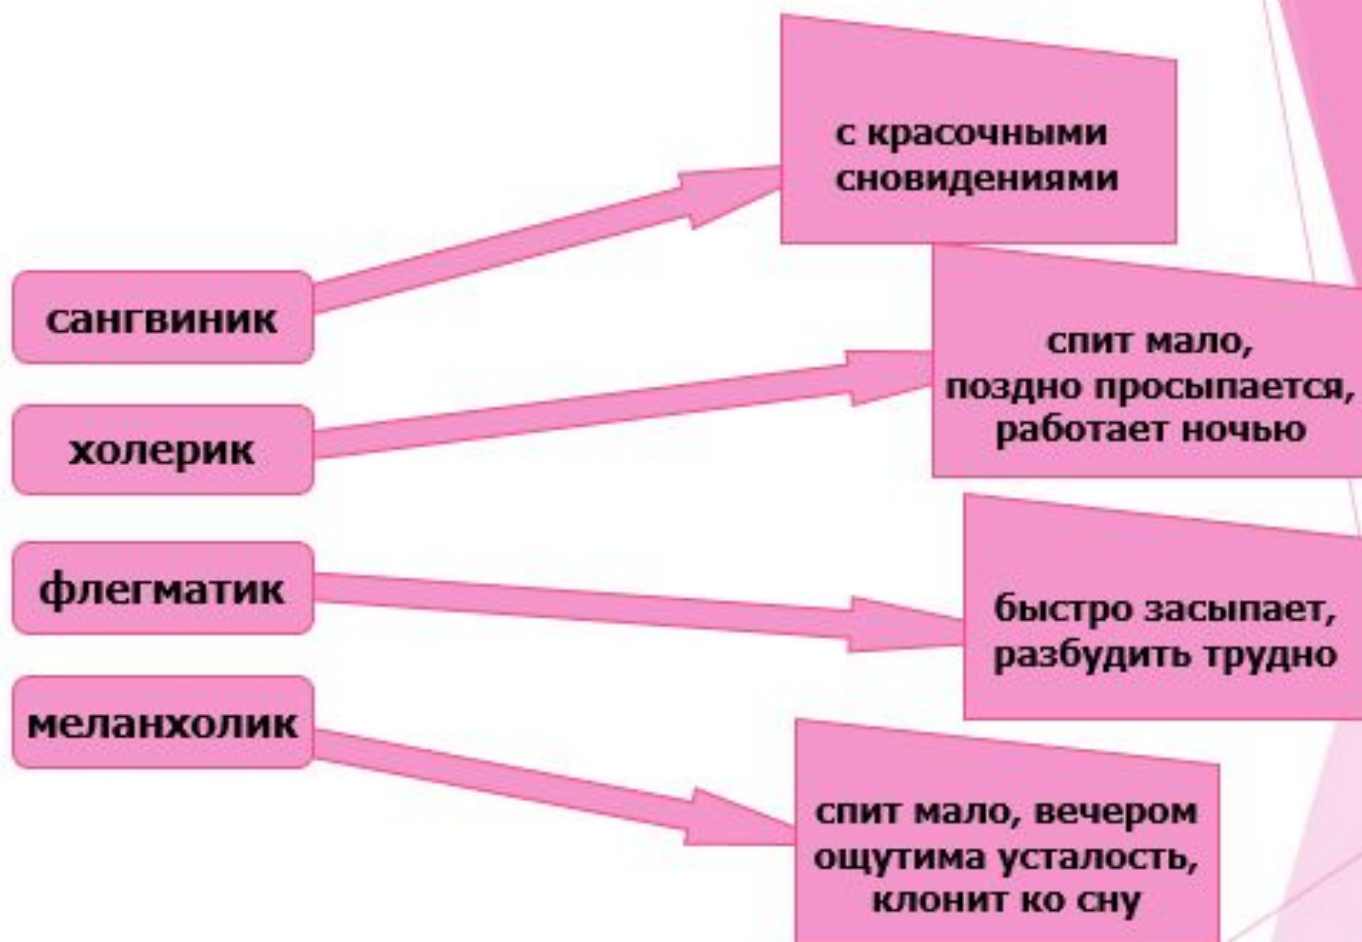 с красочными
сновидениями
сангвиник
спит мало,
поздно просыпается,
работает ночью
холерик
быстро засыпает,
разбудить трудно
флегматик
меланхолик
спит мало, вечером
ощутима усталость,
клонит ко сну